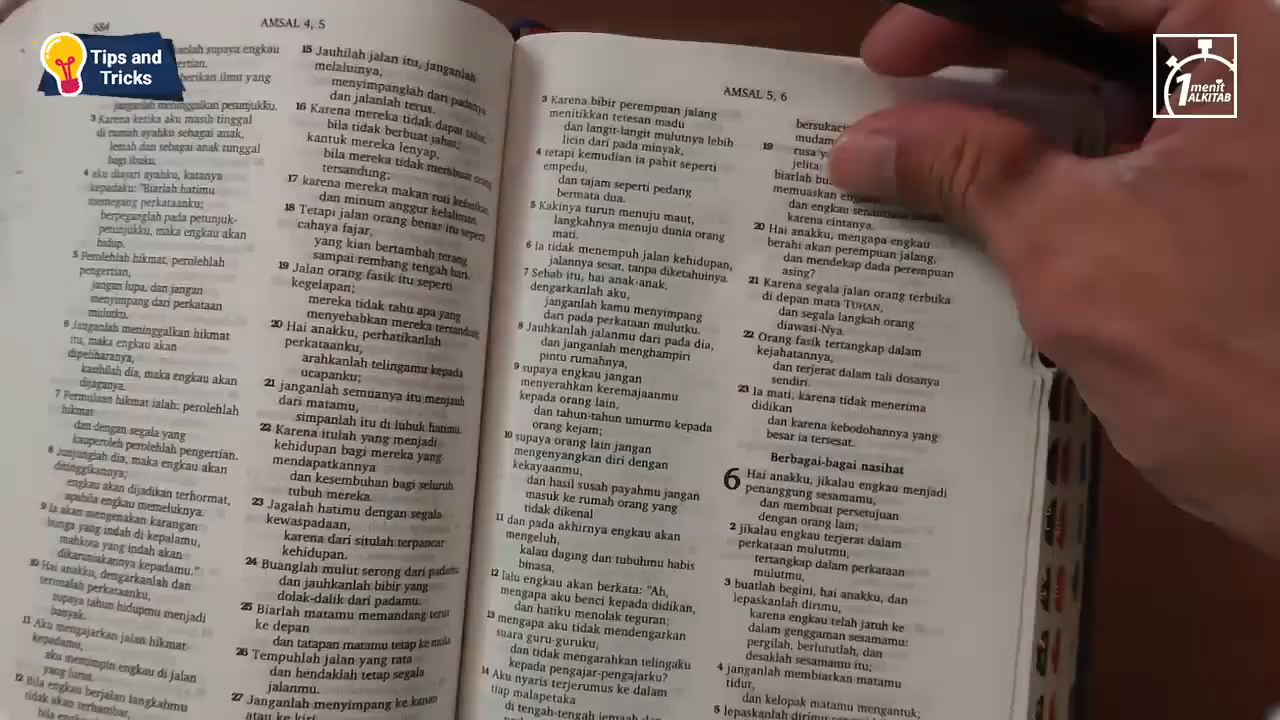 684
AMSAL 4, 5
Tips and
Tricks
1 menit
ALKITAB
anlah supaya engkau
ertian.
berikan ilmu yang
janganlah meninggalkan petunjukku.
3 Karena ketika aku masih tinggal
di rumah ayahku sebagai anak,
lemah dan sebagai anak tunggal
bagi ibuku,
4 aku diajari ayahku, katanya
kepadaku: "Biarlah hatimu
memegang perkataanku;
berpeganglah pada petunjuk-
petunjukku, maka engkau akan
hidup.
5 Perolehlah hikmat, perolehlah
pengertian,
jangan lupa, dan jangan
menyimpang dari perkataan
mulutku.
6 Janganlah meninggalkan hikmat
itu, maka engkau akan
dipeliharanya,
kasihilah dia, maka engkau akan
dijaganya.
7 Permulaan hikmat ialah: perolehlah
hikmat
dan dengan segala yang
kauperoleh perolehlah pengertian.
8 Junjunglah dia, maka engkau akan
ditinggikannya;
engkau akan dijadikan terhormat,
apabila engkau memeluknya.
9 Ia akan mengenakan karangan
bunga yang indah di kepalamu,
mahkota yang indah akan
dikaruniakannya kepadamu."
10 Hai anakku, dengarkanlah dan
terimalah perkataanku,
supaya tahun hidupmu menjadi
banyak.
11 Aku mengajarkan jalan hikmat
kepadamu,
aku memimpin engkau di jalan
yang lurus.
12 Bila engkau berjalan langkahmu
tidak akan terhambat,
bila
15 Jauhilah jalan itu, janganlah
melaluinya,
menyimpanglah dari padanya
dan jalanlah terus.
16 Karena mereka tidak dapat tidur,
bila tidak berbuat jahat;
kantuk mereka lenyap,
bila mereka tidak membuat orang
tersandung;
17 karena mereka makan roti kefasikan,
dan minum anggur kelaliman.
18 Tetapi jalan orang benar itu seperti
cahaya fajar,
yang kian bertambah terang
sampai rembang tengah hari.
19 Jalan orang fasik itu seperti
kegelapan;
mereka tidak tahu apa yang
menyebabkan mereka tersandung.
20 Hai anakku, perhatikanlah
perkataanku,
arahkanlah telingamu kepada
ucapanku;
21 janganlah semuanya itu menjauh
dari matamu,
simpanlah itu di lubuk hatimu.
22 Karena itulah yang menjadi
kehidupan bagi mereka yang
mendapatkannya
dan kesembuhan bagi seluruh
tubuh mereka.
23 Jagalah hatimu dengan segala
kewaspadaan,
karena dari situlah terpancar
kehidupan.
24 Buanglah mulut serong dari padamu
dan jauhkanlah bibir yang
dolak-dalik dari padamu.
25 Biarlah matamu memandang terus
ke depan
dan tatapan matamu tetap ke muka.
26 Tempuhlah jalan yang rata
dan hendaklah tetap segala
jalanmu.
27 Janganlah menyimpang ke kanan
atau ke kiri
AMSAL 5, 6
3 Karena bibir perempuan jalang
menitikkan tetesan madu
dan langit-langit mulutnya lebih
licin dari pada minyak,
4 tetapi kemudian ia pahit seperti
empedu,
dan tajam seperti pedang
bermata dua.
5 Kakinya turun menuju maut,
langkahnya menuju dunia orang
mati.
6 Ia tidak menempuh jalan kehidupan,
jalannya sesat, tanpa diketahuinya.
7 Sebab itu, hai anak-anak,
dengarkanlah aku,
janganlah kamu menyimpang
dari pada perkataan mulutku.
8 Jauhkanlah jalanmu dari pada dia,
dan janganlah menghampiri
pintu rumahnya,
9 supaya engkau jangan
menyerahkan keremajaanmu
kepada orang lain,
dan tahun-tahun umurmu kepada
orang kejam;
10 supaya orang lain jangan
mengenyangkan diri dengan
kekayaanmu,
dan hasil susah payahmu jangan
masuk ke rumah orang yang
tidak dikenal
11 dan pada akhirnya engkau akan
mengeluh,
kalau daging dan tubuhmu habis
binasa,
12 lalu engkau akan berkata: "Ah,
mengapa aku benci kepada didikan,
dan hatiku menolak teguran;
13 mengapa aku tidak mendengarkan
suara guru-guruku,
dan tidak mengarahkan telingaku
kepada pengajar-pengajarku?
14 Aku nyaris terjerumus ke dalam
tiap malapetaka
di tengah-tengah jemaah dan
bersukaci
mudamu
19 rusa y
jelita;
biarlah bu
memuaskan eng
dan engkau senan
karena cintanya.
20 Hai anakku, mengapa engkau
berahi akan perempuan jalang,
dan mendekap dada perempuan
asing?
21 Karena segala jalan orang terbuka
di depan mata TUHAN,
dan segala langkah orang
diawasi-Nya.
22 Orang fasik tertangkap dalam
kejahatannya,
dan terjerat dalam tali dosanya
sendiri.
23 Ia mati, karena tidak menerima
didikan
dan karena kebodohannya yang
besar ia tersesat.
Berbagai-bagai nasihat
6 Hai anakku, jikalau engkau menjadi
penanggung sesamamu,
dan membuat persetujuan
dengan orang lain;
2 jikalau engkau terjerat dalam
perkataan mulutmu,
tertangkap dalam perkataan
mulutmu,
3 buatlah begini, hai anakku, dan
lepaskanlah dirimu,
karena engkau telah jatuh ke
dalam genggaman sesamamu:
pergilah, berlututlah, dan
desaklah sesamamu itu;
4 janganlah membiarkan matamu
tidur,
dan kelopak matamu mengantuk;
5 lepaskanlah dirimu